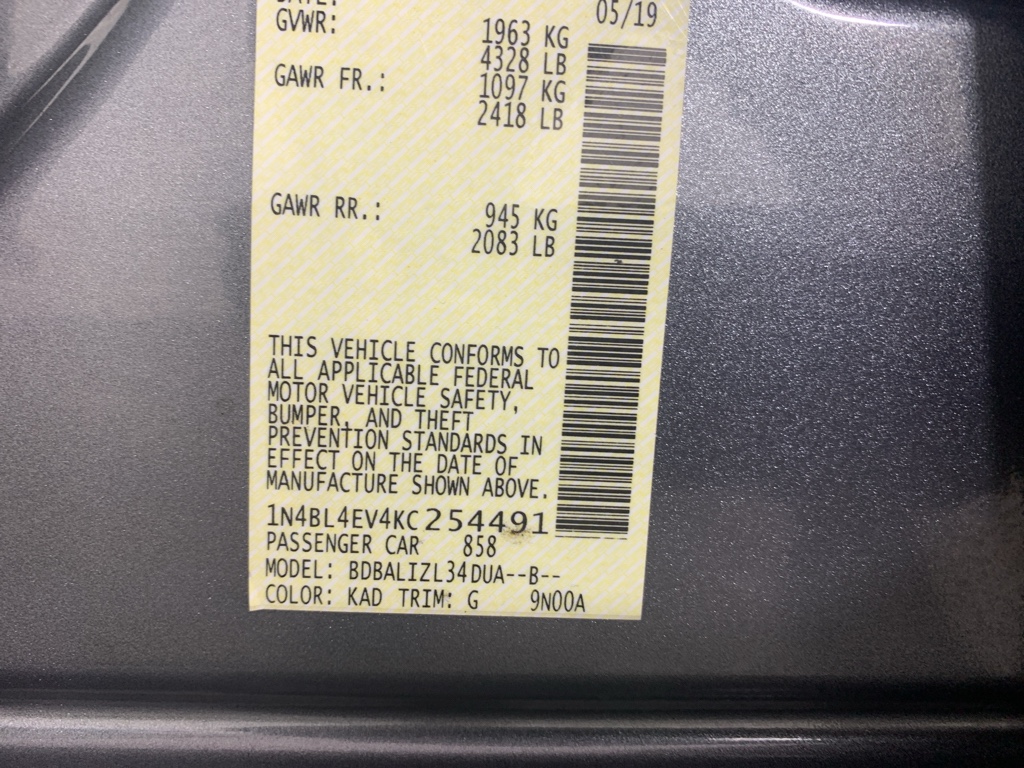 DATE: 05/19
GVWR: 1963 KG
4328 LB
GAWR FR.: 1097 KG
2418 LB
GAWR RR.: 945 KG
2083 LB
THIS VEHICLE CONFORMS TO
ALL APPLICABLE FEDERAL
MOTOR VEHICLE SAFETY,
BUMPER, AND THEFT
PREVENTION STANDARDS IN
EFFECT ON THE DATE OF
MANUFACTURE SHOWN ABOVE.
1N4BL4EV4KC254491
PASSENGER CAR 858
MODEL: BDBALIZL34DUA--B--
COLOR: KAD TRIM: G 9N00A